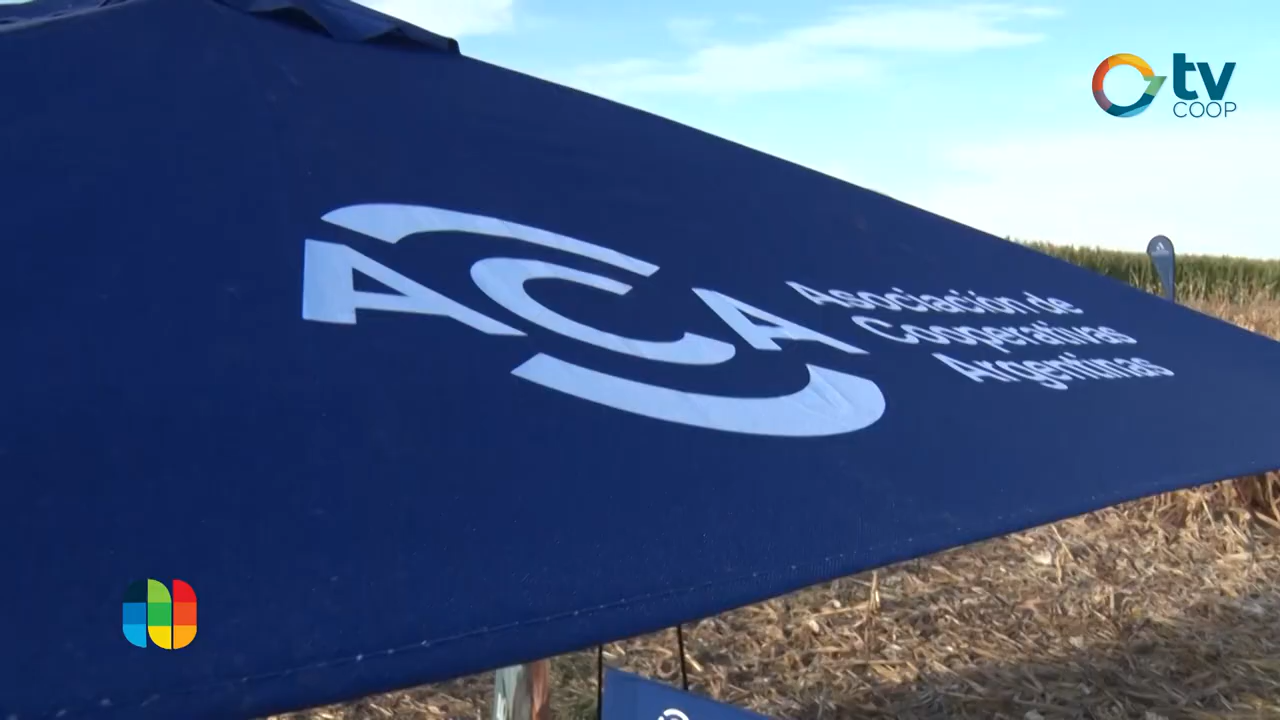 tv
COOP
ACA
Asociación de
Cooperativas
Argentinas